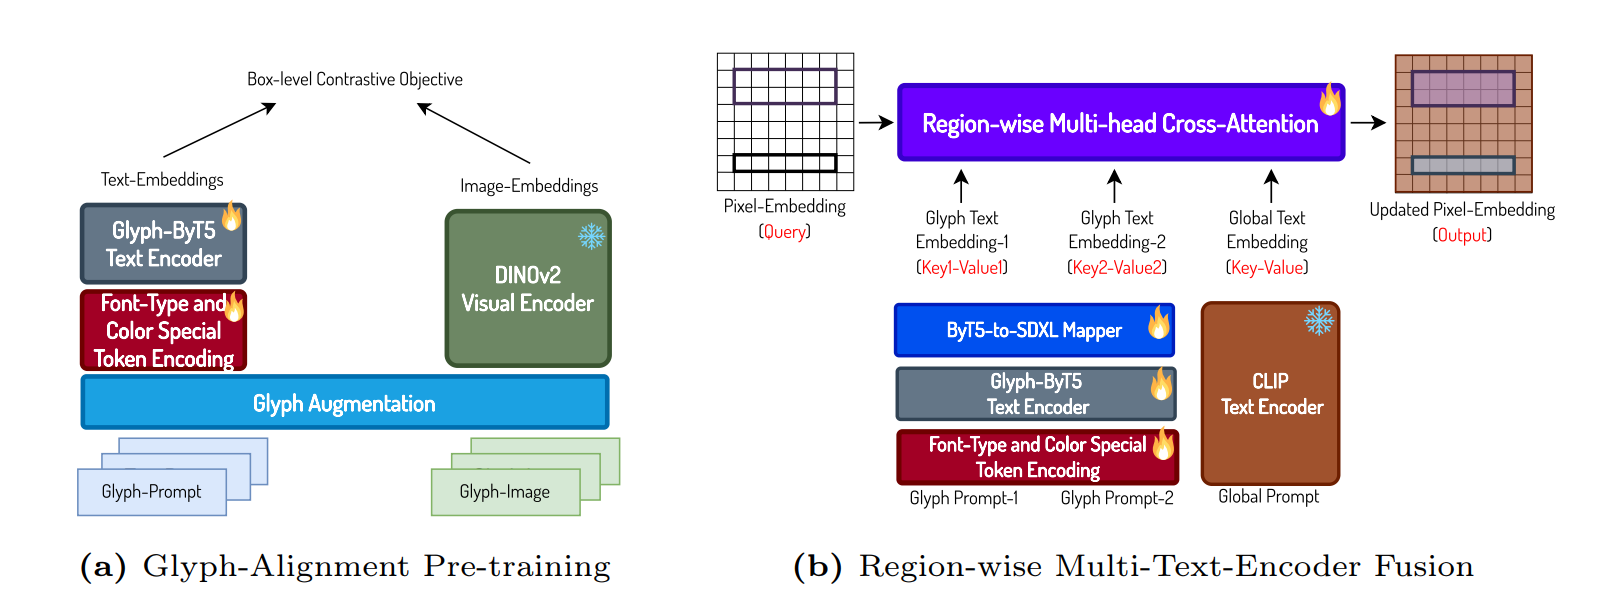 Box-level Contrastive Objective
Text-Embeddings
Image-Embeddings
Glyph-ByT5
Text Encoder
DINOv2
Visual Encoder
Font-Type and
Color Special
Token Encoding
Glyph Augmentation
Glyph-Prompt
Glyph-Image
(a) Glyph-Alignment Pre-training
Region-wise Multi-head Cross-Attention
Pixel-Embedding
(Query)
Glyph Text
Embedding-1
(Key1-Value1)
Glyph Text
Embedding-2
(Key2-Value2)
Global Text
Embedding
(Key-Value)
Updated Pixel-Embedding
(Output)
ByT5-to-SDXL Mapper
Glyph-ByT5
Text Encoder
Font-Type and Color Special
Token Encoding
CLIP
Text Encoder
Glyph Prompt-1
Glyph Prompt-2
Global Prompt
(b) Region-wise Multi-Text-Encoder Fusion